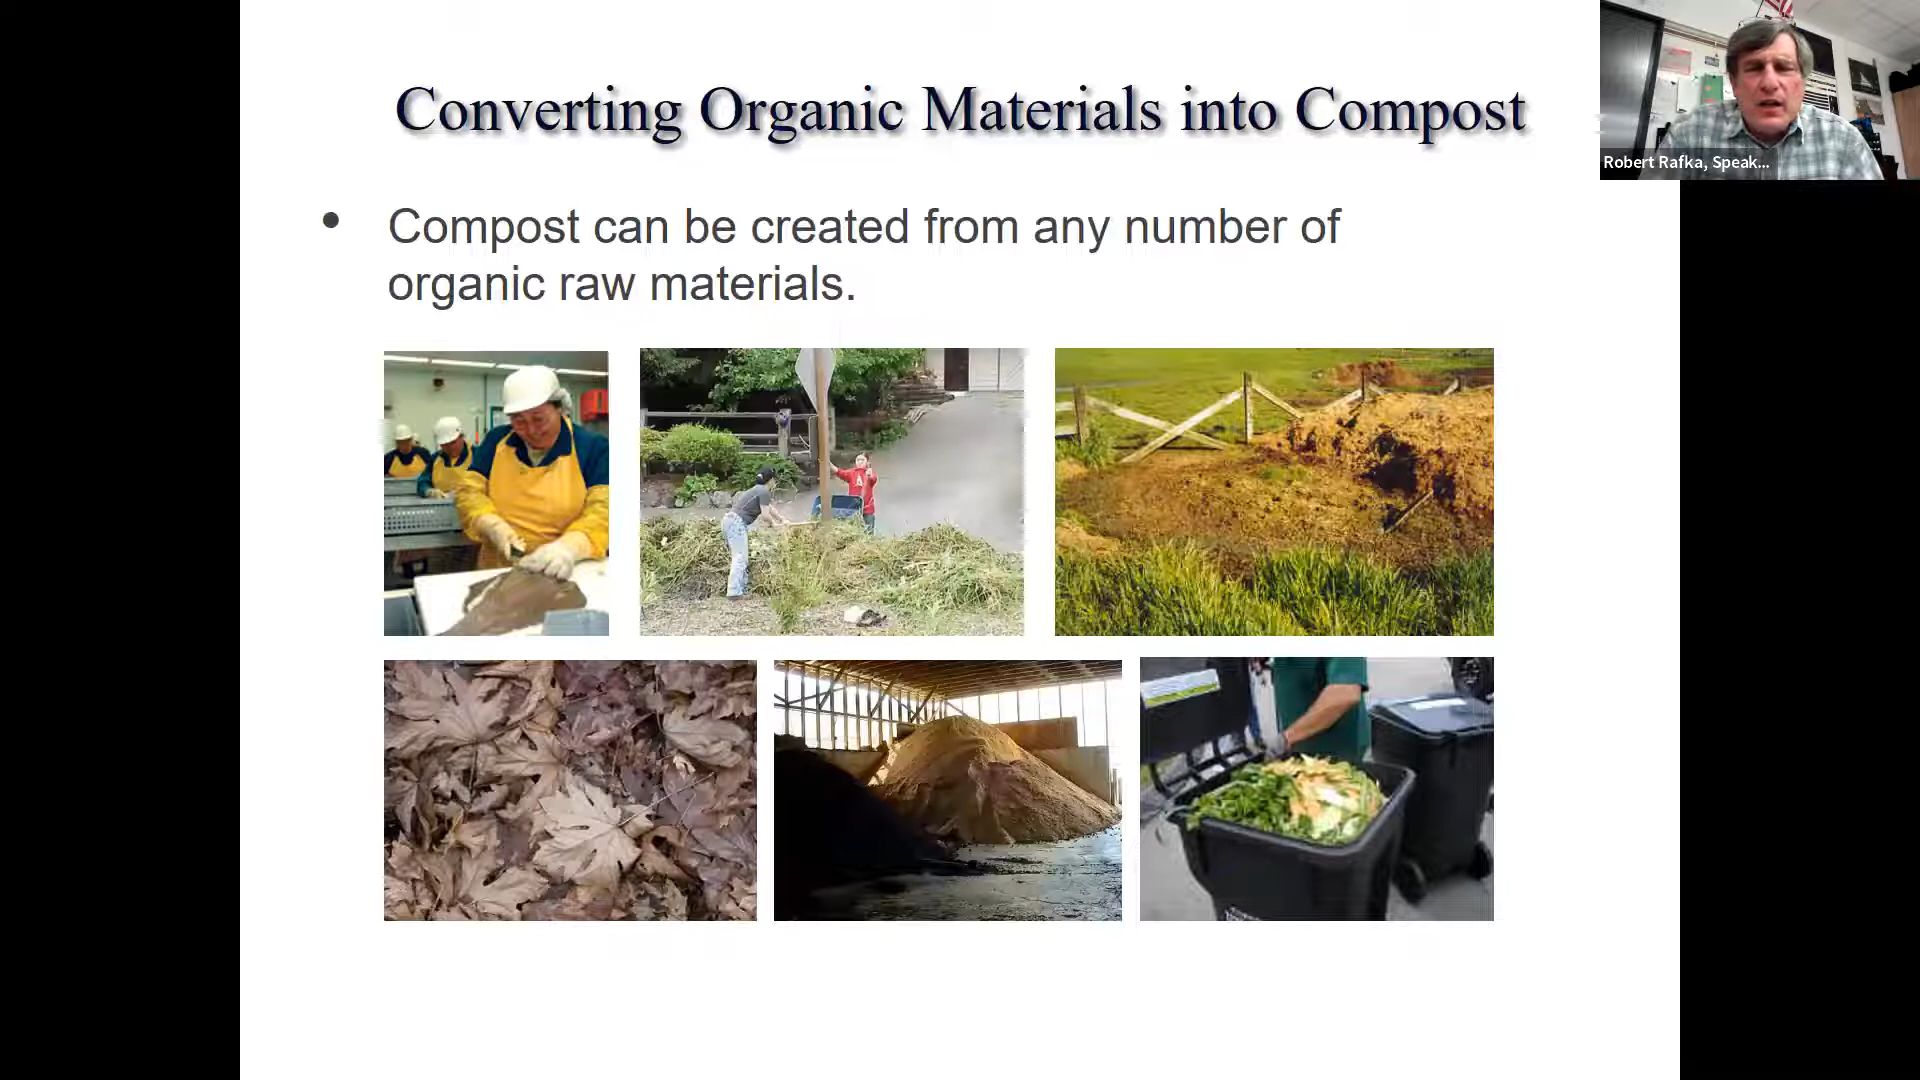 Converting Organic Materials into Compost
Robert Rafka, Speak...
• Compost can be created from any number of
organic raw materials.